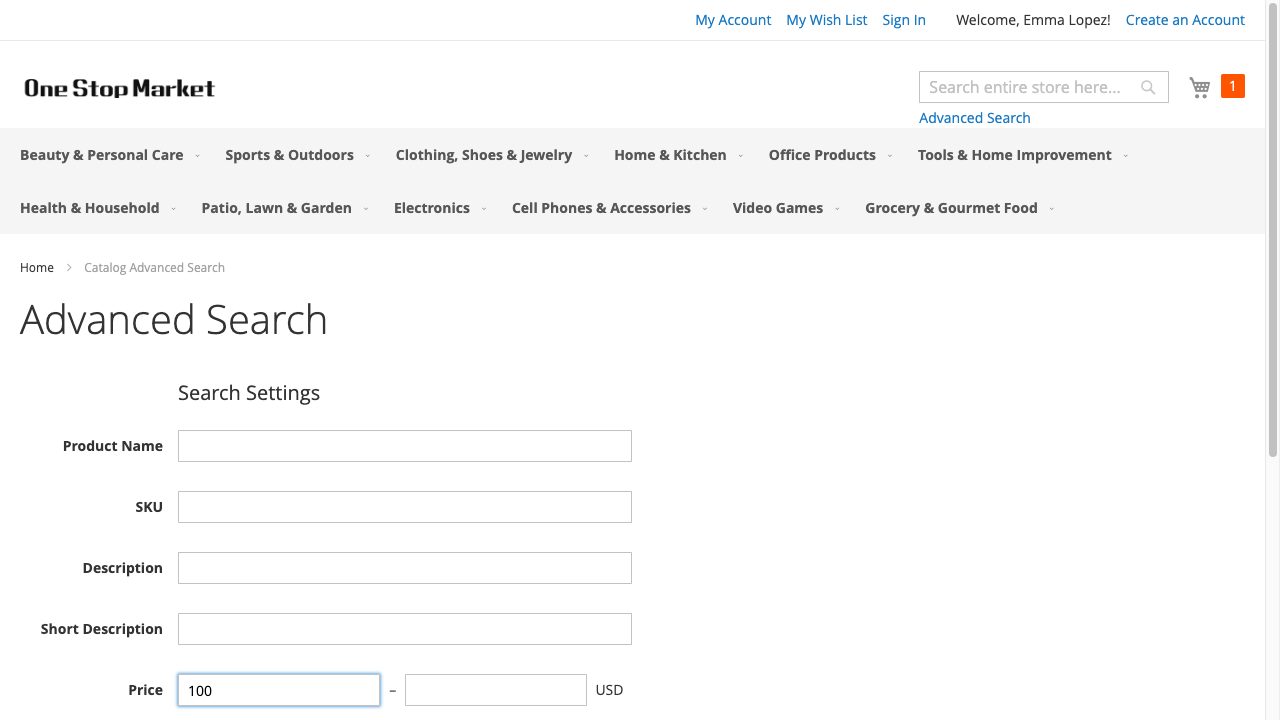 My Account My Wish List Sign In Welcome, Emma Lopez! Create an Account
One Stop Market
Search entire store here...
1
Advanced Search
Beauty & Personal Care Sports & Outdoors Clothing, Shoes & Jewelry Home & Kitchen Office Products Tools & Home Improvement
Health & Household Patio, Lawn & Garden Electronics Cell Phones & Accessories Video Games Grocery & Gourmet Food
Home Catalog Advanced Search
Advanced Search
Search Settings
Product Name
SKU
Description
Short Description
Price 100 – USD